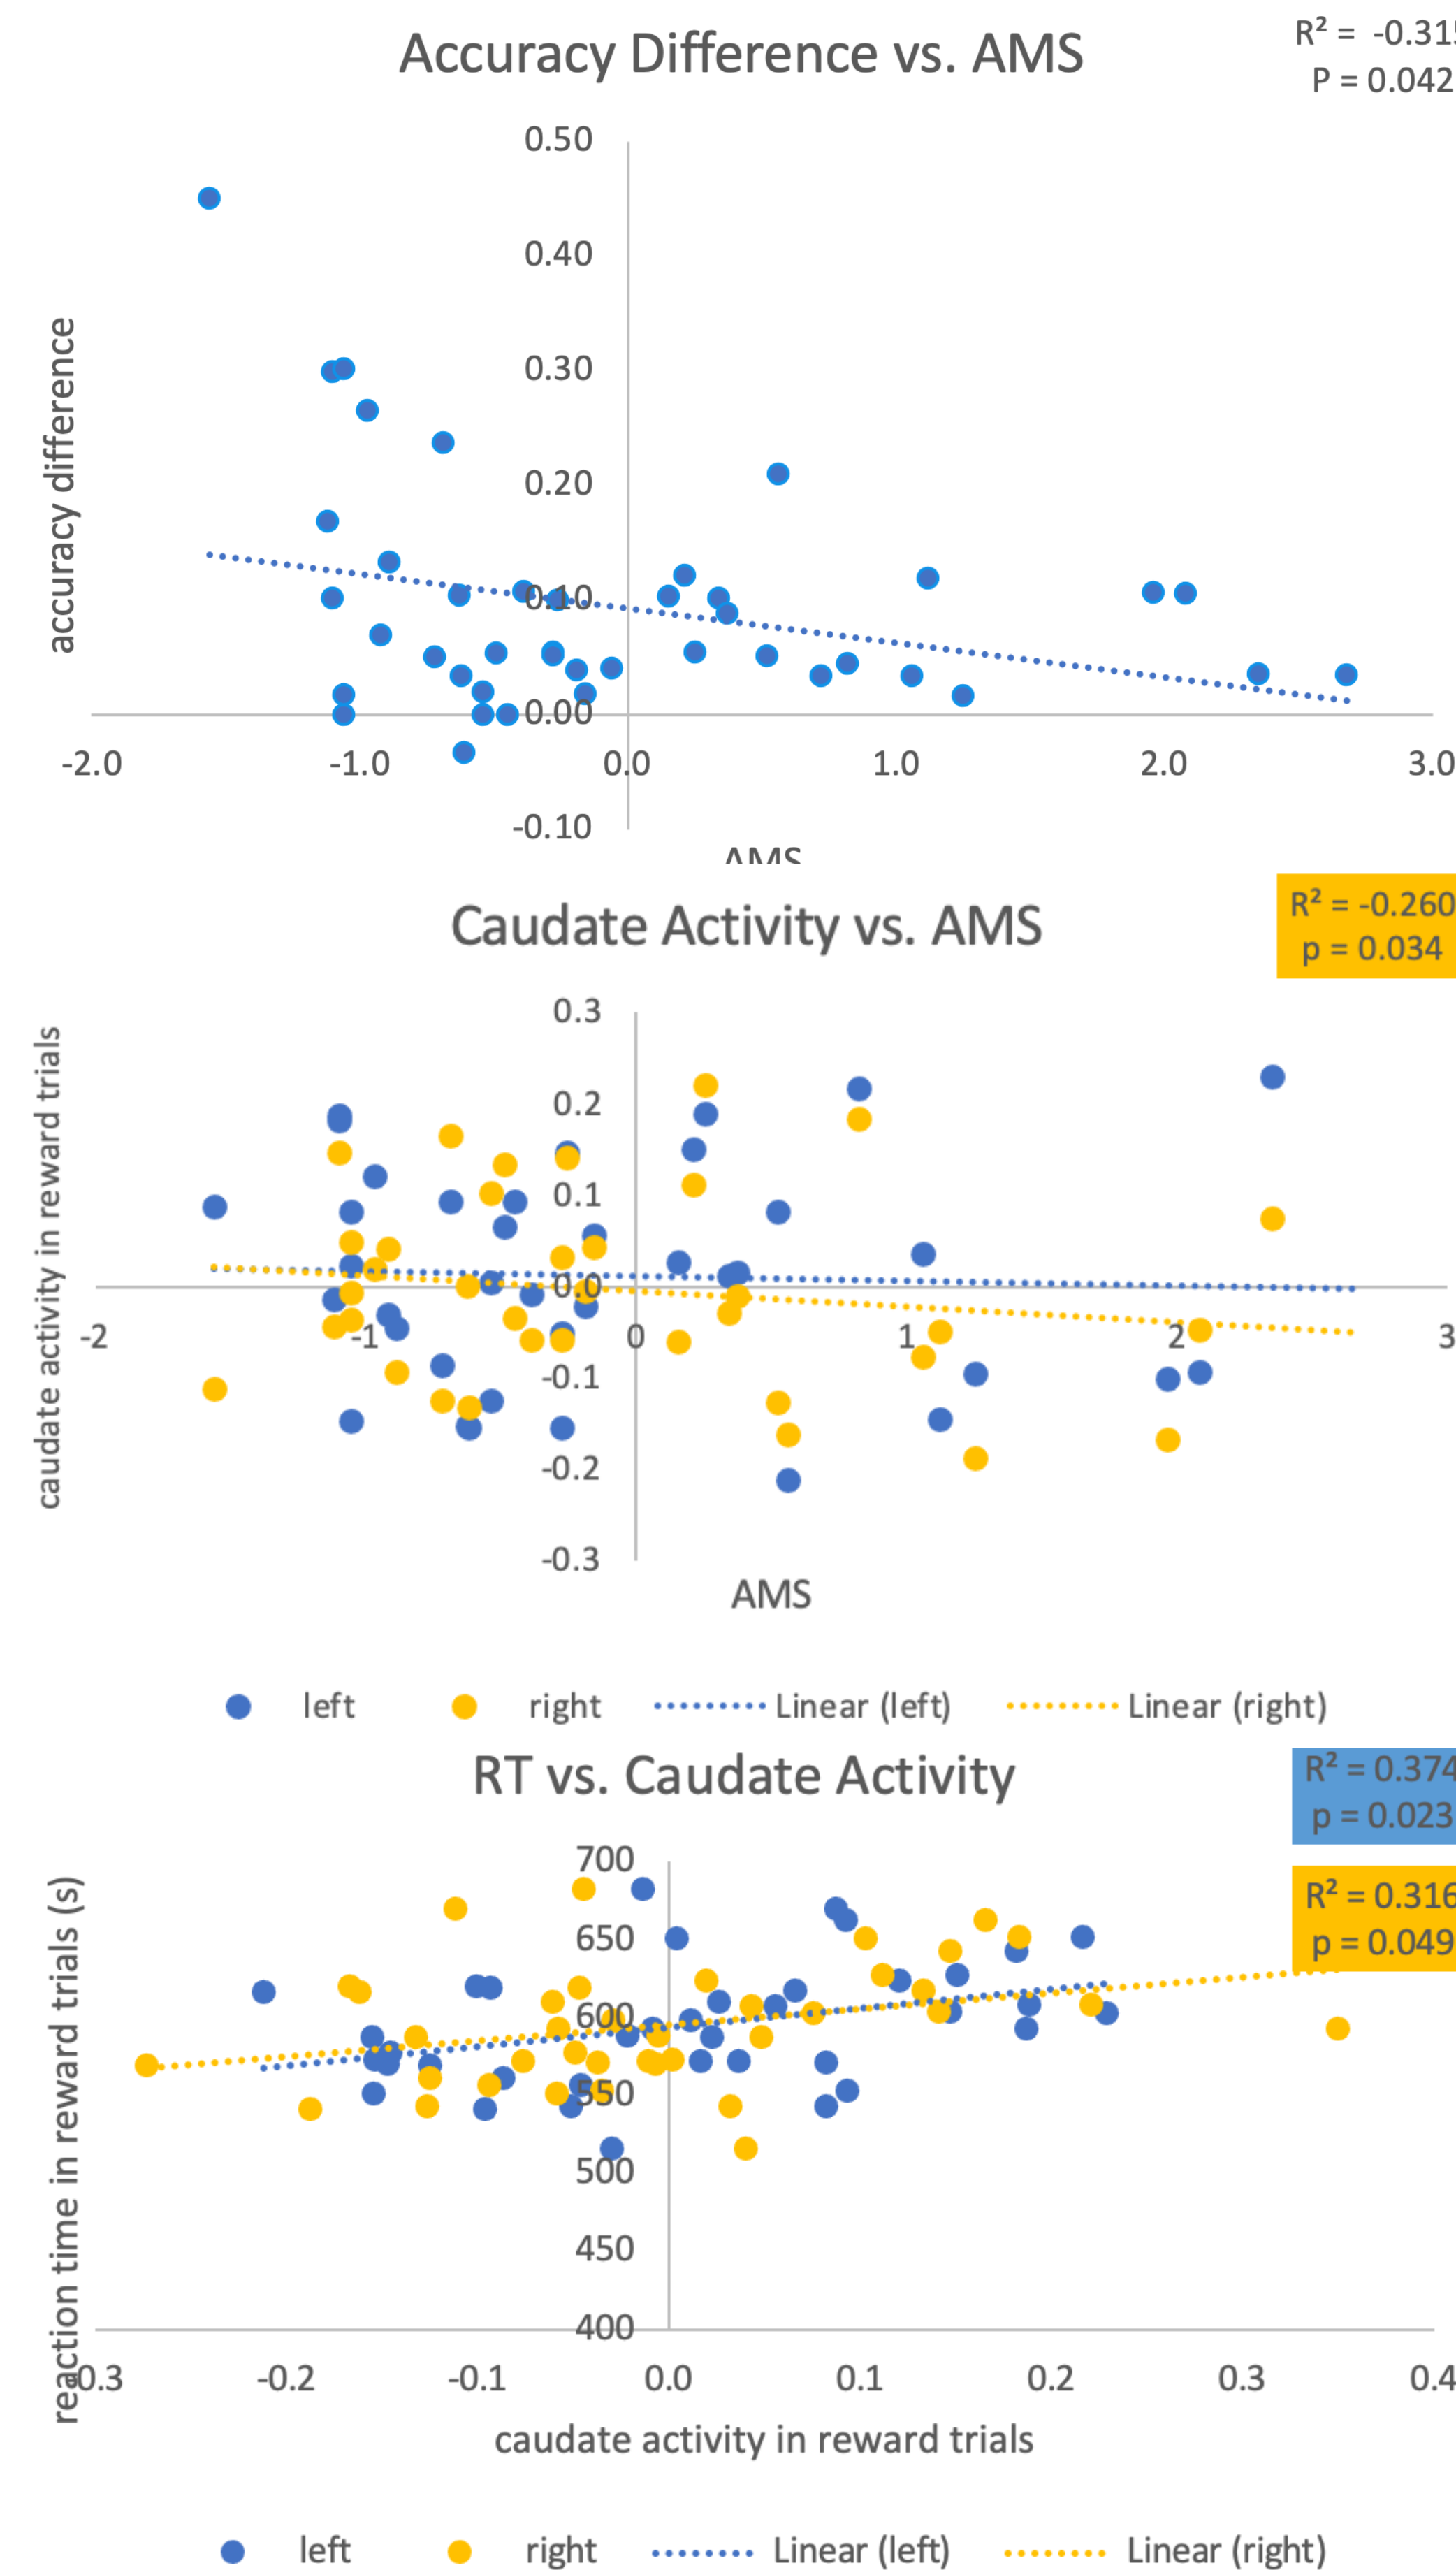 Accuracy Difference vs. AMS
R² = -0.315
P = 0.042
0.50
0.40
0.30
0.20
0.10
0.00
-0.10
accuracy difference
-2.0 -1.0 0.0 1.0 2.0 3.0
AMS
Caudate Activity vs. AMS
R² = -0.260
p = 0.034
0.3
0.2
0.1
0.0
-0.1
-0.2
-0.3
caudate activity in reward trials
-2 -1 0 1 2 3
AMS
left right Linear (left) Linear (right)
RT vs. Caudate Activity
R² = 0.374
p = 0.023
R² = 0.316
p = 0.049
700
650
600
550
500
450
400
reaction time in reward trials (s)
-0.3 -0.2 -0.1 0.0 0.1 0.2 0.3 0.4
caudate activity in reward trials
left right Linear (left) Linear (right)